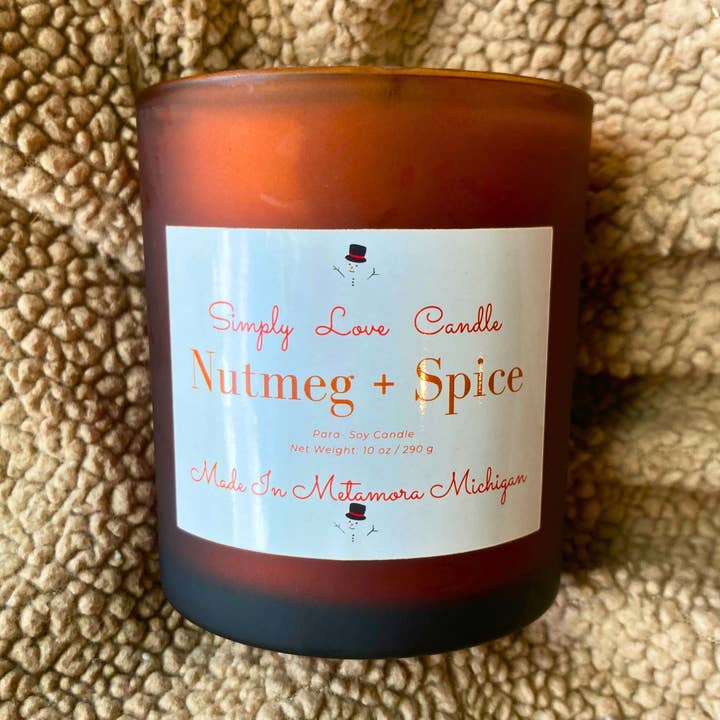 Simply Love Candle
Nutmeg + Spice
Para- Soy Candle
Net Weight: 10 oz / 290 g
Made In Metamora Michigan